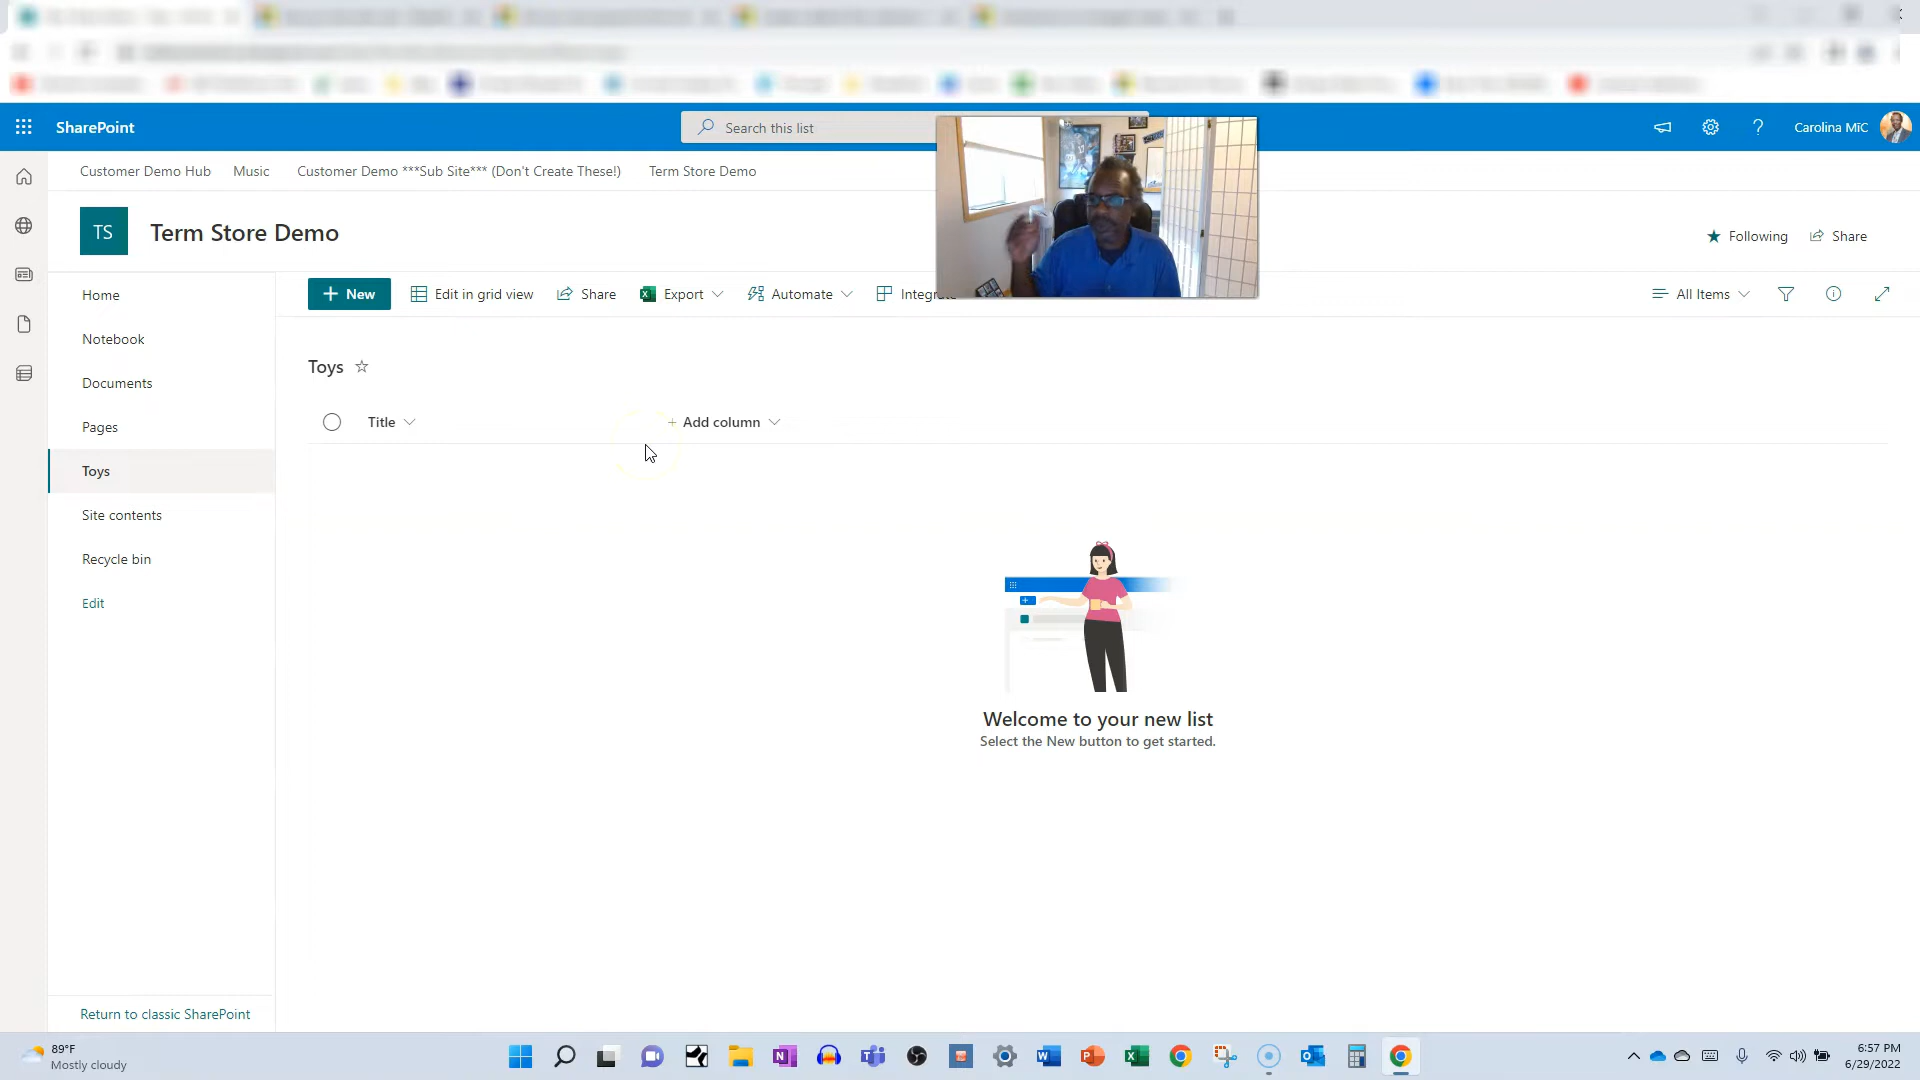 SharePoint
Search this list
Carolina MiC
Customer Demo Hub
Music
Customer Demo ***Sub Site*** (Don't Create These!)
Term Store Demo
TS
Term Store Demo
Following
Share
Home
Notebook
Documents
Pages
Toys
Site contents
Recycle bin
Edit
Return to classic SharePoint
+ New
Edit in grid view
Share
Export
Automate
Integrate
All Items
Toys
Title
+ Add column
Welcome to your new list
Select the New button to get started.
89°F
Mostly cloudy
6:57 PM
6/29/2022